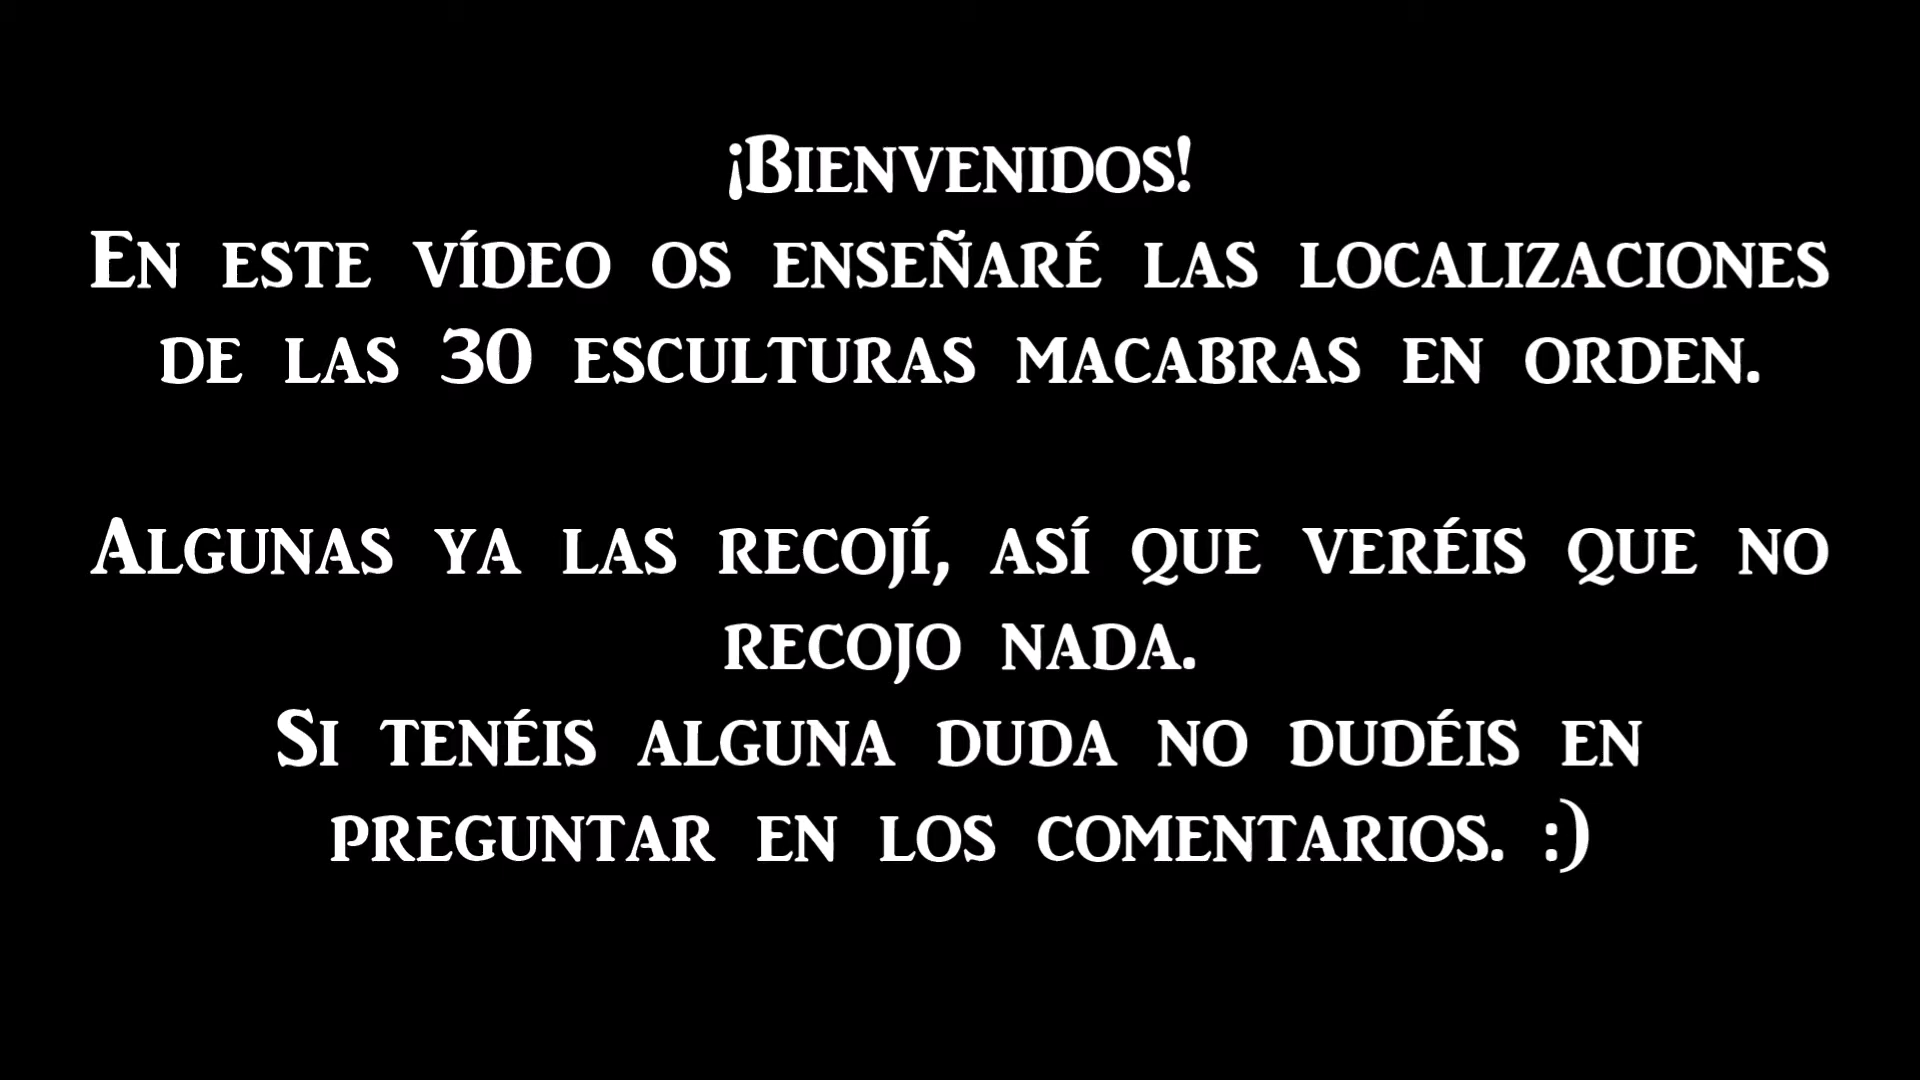 ¡Bienvenidos!
En este vídeo os enseñaré las localizaciones
de las 30 esculturas macabras en orden.
Algunas ya las recojí, así que veréis que no
recojo nada.
Si tenéis alguna duda no dudéis en
preguntar en los comentarios. :)